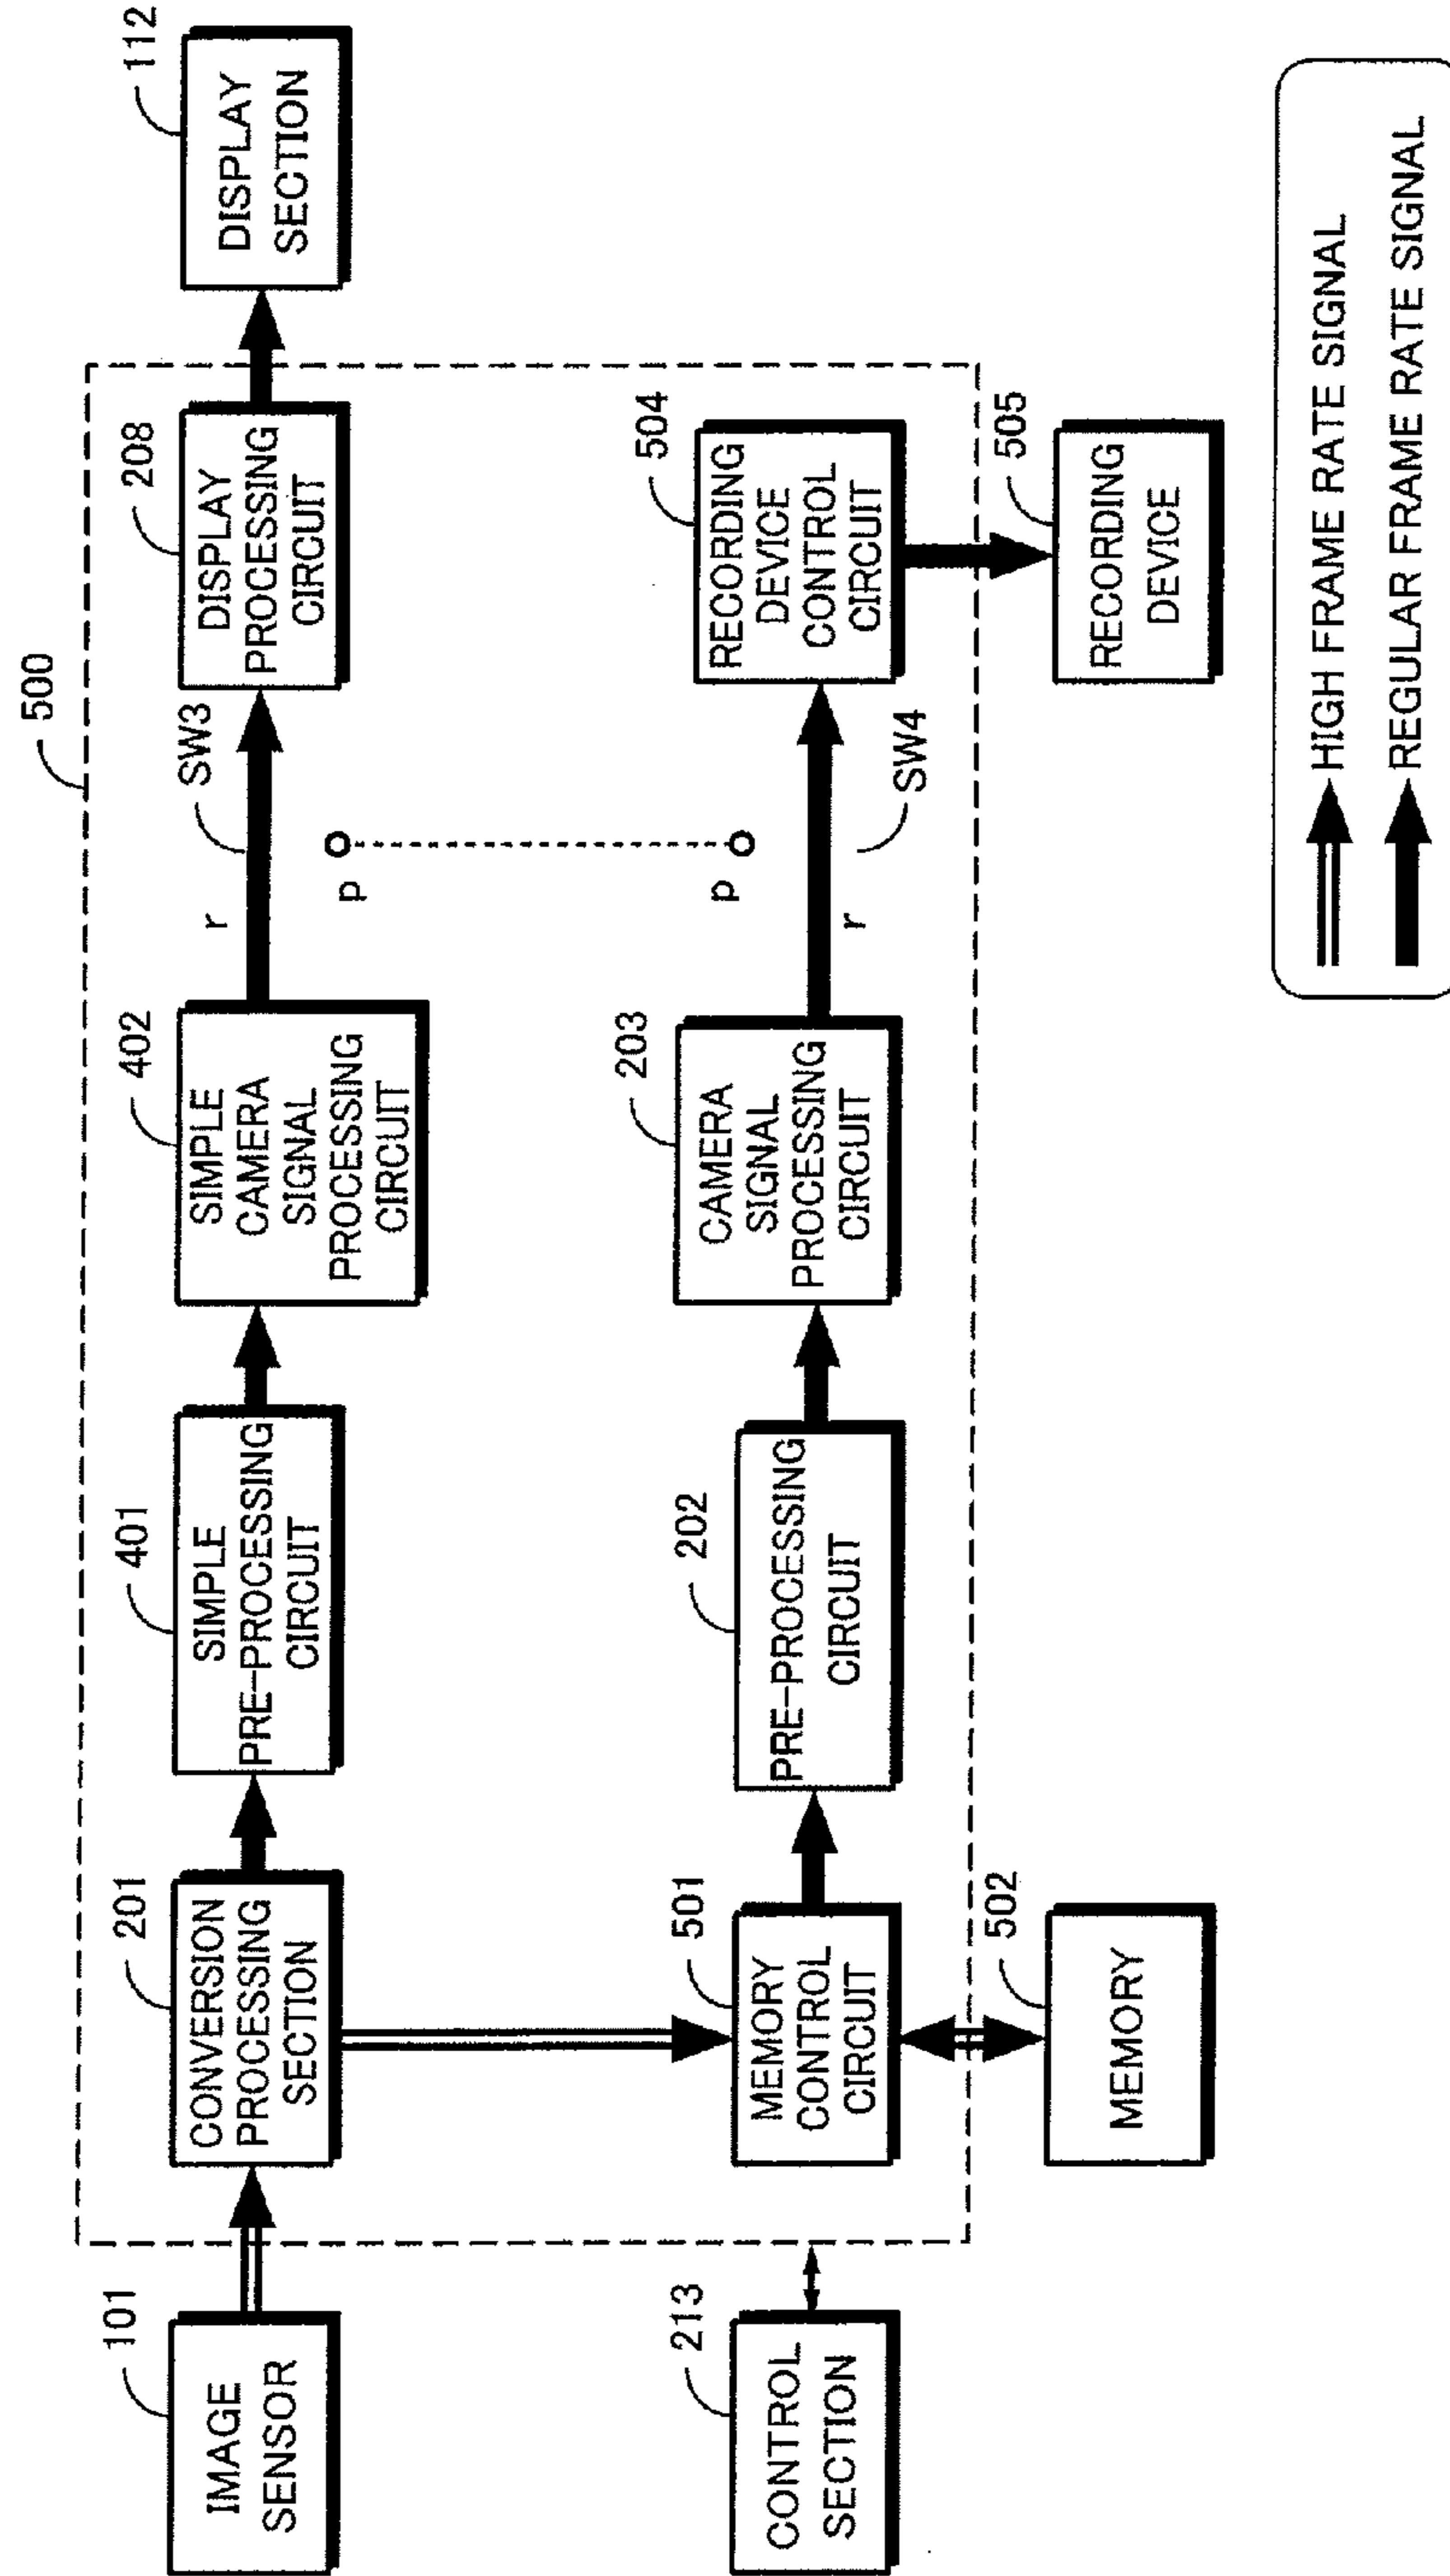 500
101
IMAGE
SENSOR
201
CONVERSION
PROCESSING
SECTION
401
SIMPLE
PRE-PROCESSING
CIRCUIT
402
SIMPLE
CAMERA
SIGNAL
PROCESSING
CIRCUIT
r
SW3
p
208
DISPLAY
PROCESSING
CIRCUIT
112
DISPLAY
SECTION
213
CONTROL
SECTION
501
MEMORY
CONTROL
CIRCUIT
202
PRE-PROCESSING
CIRCUIT
203
CAMERA
SIGNAL
PROCESSING
CIRCUIT
p
r
SW4
504
RECORDING
DEVICE
CONTROL
CIRCUIT
502
MEMORY
505
RECORDING
DEVICE
HIGH FRAME RATE SIGNAL
REGULAR FRAME RATE SIGNAL